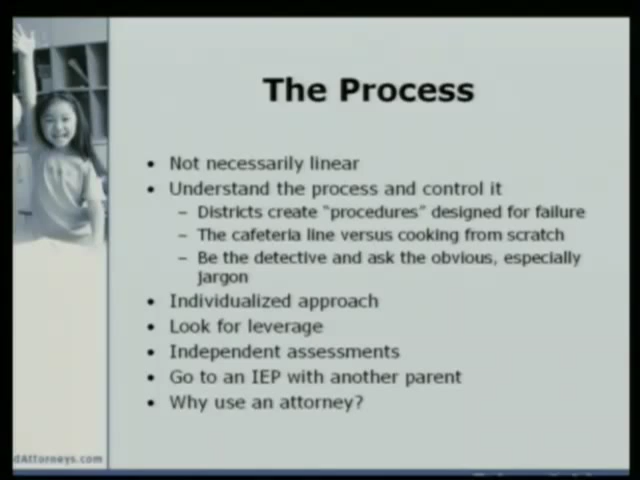 The Process
• Not necessarily linear
• Understand the process and control it
– Districts create "procedures" designed for failure
– The cafeteria line versus cooking from scratch
– Be the detective and ask the obvious, especially
jargon
• Individualized approach
• Look for leverage
• Independent assessments
• Go to an IEP with another parent
• Why use an attorney?
dAttorneys.com